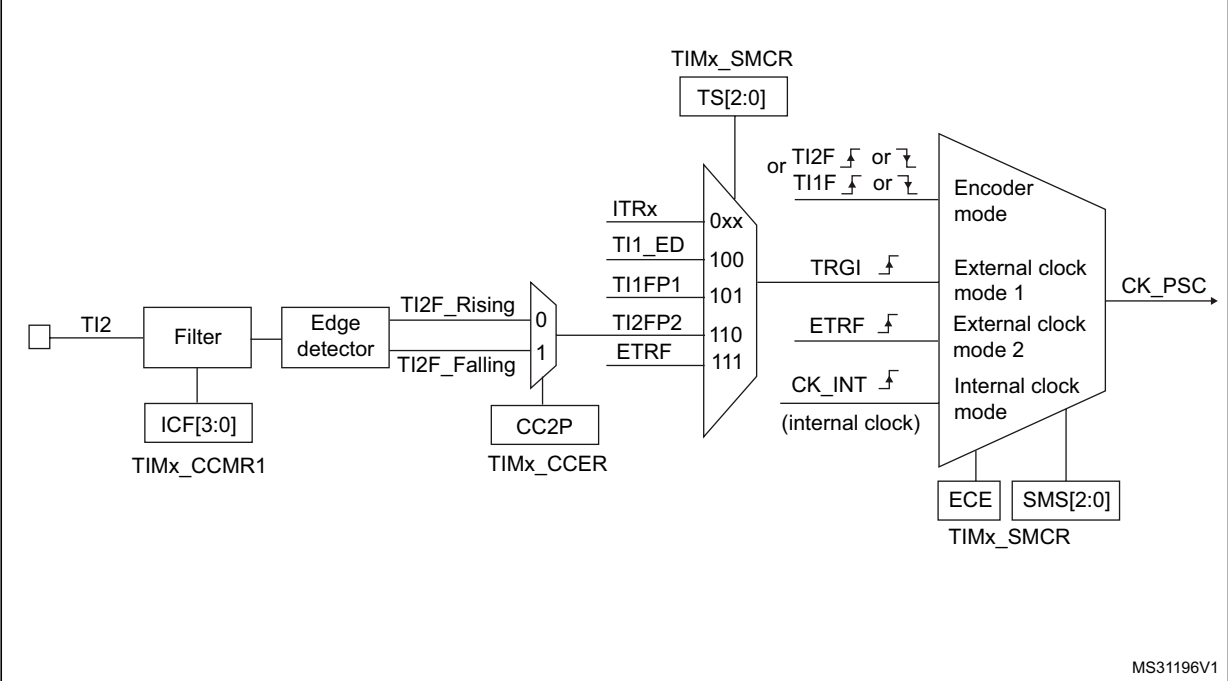 TIMx_SMCR
TS[2:0]
or TI2F or
TI1F or
Encoder
mode
ITRx
0xx
TI1_ED
100
TRGI
External clock
mode 1
TI1FP1
101
CK_PSC
TI2F_Rising
0
TI2
Filter
Edge
detector
TI2FP2
110
ETRF
External clock
mode 2
TI2F_Falling
1
ETRF
111
CK_INT
(internal clock)
Internal clock
mode
ICF[3:0]
TIMx_CCMR1
CC2P
TIMx_CCER
ECE
SMS[2:0]
TIMx_SMCR
MS31196V1